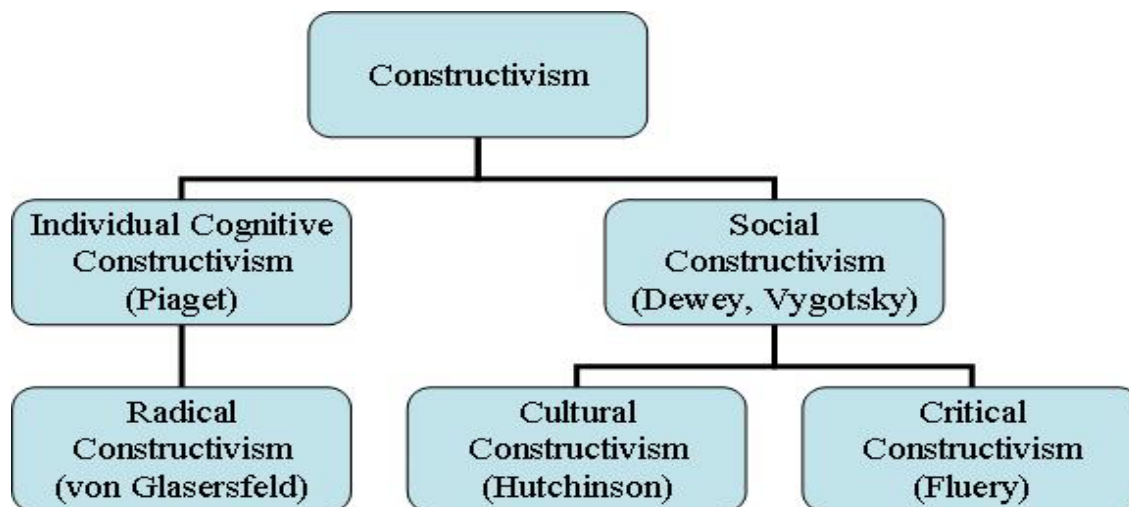 Constructivism
Individual Cognitive
Constructivism
(Piaget)
Social
Constructivism
(Dewey, Vygotsky)
Radical
Constructivism
(von Glasersfeld)
Cultural
Constructivism
(Hutchinson)
Critical
Constructivism
(Fluery)